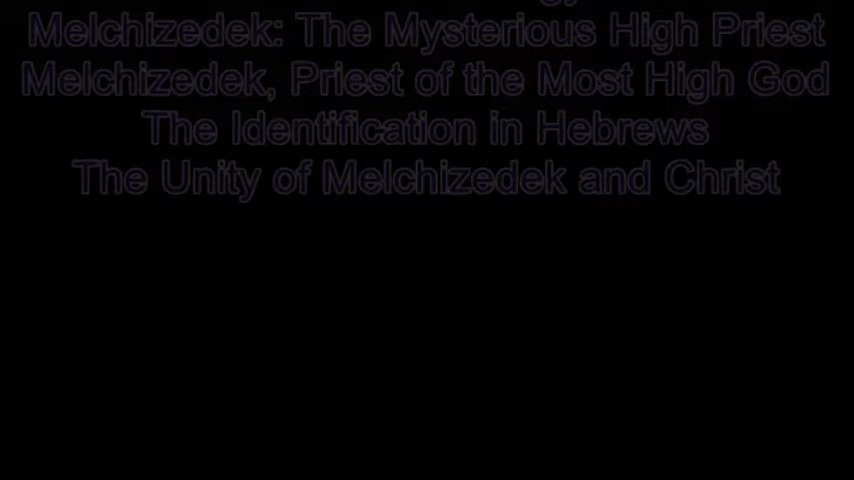 Melchizedek: The Mysterious High Priest
Melchizedek, Priest of the Most High God
The Identification in Hebrews
The Unity of Melchizedek and Christ